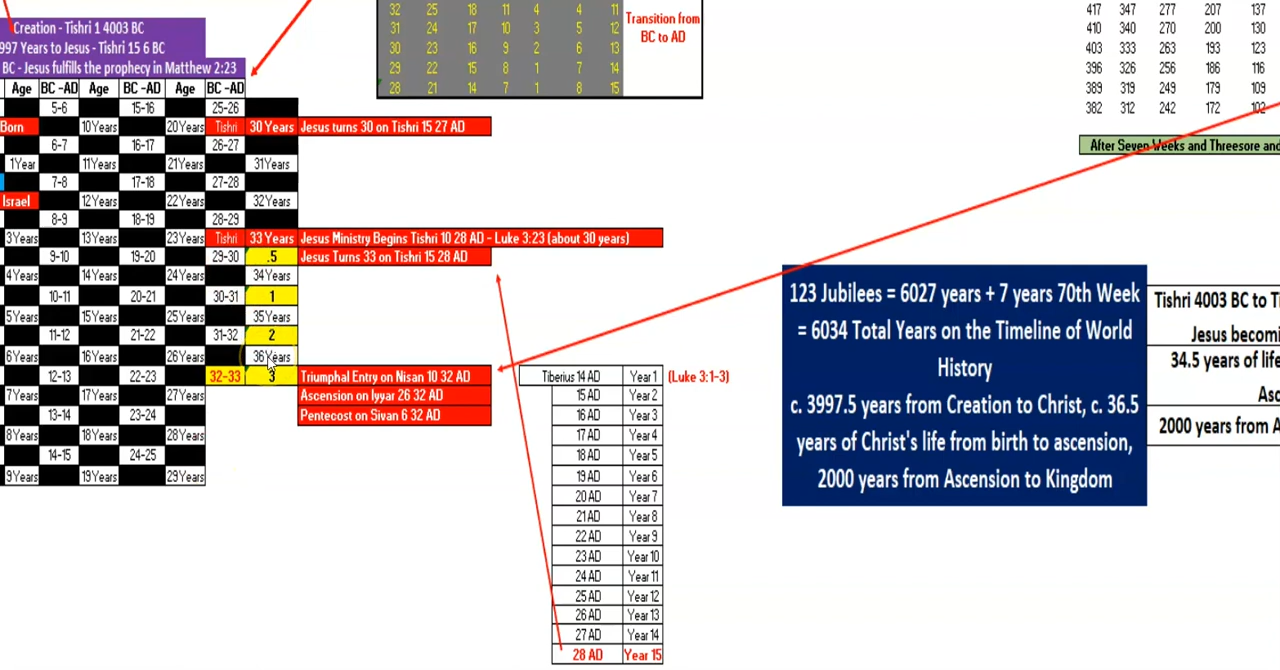 Creation - Tishri 1 4003 BC
997 Years to Jesus - Tishri 15 6 BC
BC - Jesus fulfills the prophecy in Matthew 2:23
Age BC -AD Age BC -AD Age BC -AD
5-6 15-16 25-26
Born 10 Years 20 Years Tishri 30 Years Jesus turns 30 on Tishri 15 27 AD
6-7 16-17 26-27
1 Year 11 Years 21 Years 31 Years
7-8 17-18 27-28
Israel 12 Years 22 Years 32 Years
8-9 18-19 28-29
3 Years 13 Years 23 Years Tishri 33 Years Jesus Ministry Begins Tishri 10 28 AD - Luke 3:23 (about 30 years)
9-10 19-20 29-30 .5 Jesus Turns 33 on Tishri 15 28 AD
4 Years 14 Years 24 Years 34 Years
10-11 20-21 30-31 1
5 Years 15 Years 25 Years 35 Years
11-12 21-22 31-32 2
6 Years 16 Years 26 Years 36 Years
12-13 22-23 32-33 3 Triumphal Entry on Nisan 10 32 AD
7 Years 17 Years 27 Years Ascension on Iyyar 26 32 AD
13-14 23-24 Pentecost on Sivan 6 32 AD
8 Years 18 Years 28 Years
14-15 24-25
9 Years 19 Years 29 Years
32 25 18 11 4 4 11
31 24 17 10 3 5 12
30 23 16 9 2 6 13
29 22 15 8 1 7 14
28 21 14 7 1 8 15
Transition from
BC to AD
417 347 277 207 137
410 340 270 200 130
403 333 263 193 123
396 326 256 186 116
389 319 249 179 109
382 312 242 172 102
After Seven Weeks and Threesore and
Tiberius 14 AD Year 1 (Luke 3:1-3)
15 AD Year 2
16 AD Year 3
17 AD Year 4
18 AD Year 5
19 AD Year 6
20 AD Year 7
21 AD Year 8
22 AD Year 9
23 AD Year 10
24 AD Year 11
25 AD Year 12
26 AD Year 13
27 AD Year 14
28 AD Year 15
123 Jubilees = 6027 years + 7 years 70th Week
= 6034 Total Years on the Timeline of World
History
c. 3997.5 years from Creation to Christ, c. 36.5
years of Christ's life from birth to ascension,
2000 years from Ascension to Kingdom
Tishri 4003 BC to Ti
Jesus becomi
34.5 years of life
Asc
2000 years from A